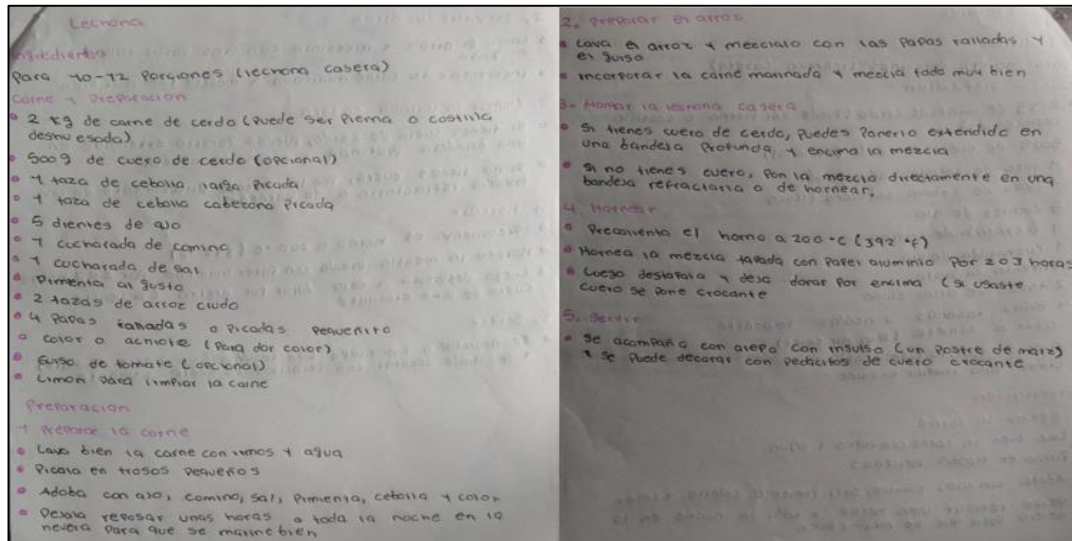 Lechona
Ingredientes
Para 10-12 Porciones (lechona casera)
Carne y Preparacion
2 kg de carne de cerdo (Puede ser Pierna o costilla
deshuesada)
500g de cuero de cerdo (opcional)
1 taza de cebolla larga Picada
1 taza de cebolla cabezona Picada
5 dientes de ajo
1 cucharada de comino
1 cucharada de sal
Pimenta al gusto
2 tazas de arroz crudo
4 Papas ralladas o Picadas Pequeñito
Color o achiote (Para dar color)
Guiso de tomate (opcional)
Limon Para limpiar la carne
Preparacion
1 Preparar la carne
Lava bien la carne con limos y agua
Picala en trosos Pequeños
Adoba con ajo, comino, sal, Pimenta, cebolla y color
Dejala reposar unas horas o toda la noche en la
nevera Para que se marine bien
2. Preparar el arroz
Lava el arroz y mezclalo con las Papas ralladas y
el guiso
Incorporar la carne marinada y mezcla todo muy bien
3. Montar la lechona casera
Si tienes cuero de cerdo, Puedes Ponerlo extendido en
una bandeja Profunda, y encima la mezcla
Si no tienes cuero, Pon la mezcla directamente en una
bandeja refractaria o de hornear.
4. Hornear
Precalienta el horno a 200 °C (392 °F)
Hornea la mezcla tapada con Papel aluminio Por 2 o 3 horas
Luego destapala y deja dorar Por encima (si usaste
cuero se Pone crocante
5. Servir
Se acompaña con arepa con insulso (un Postre de maiz)
y se Puede decorar con Pedacitos de cuero crocante